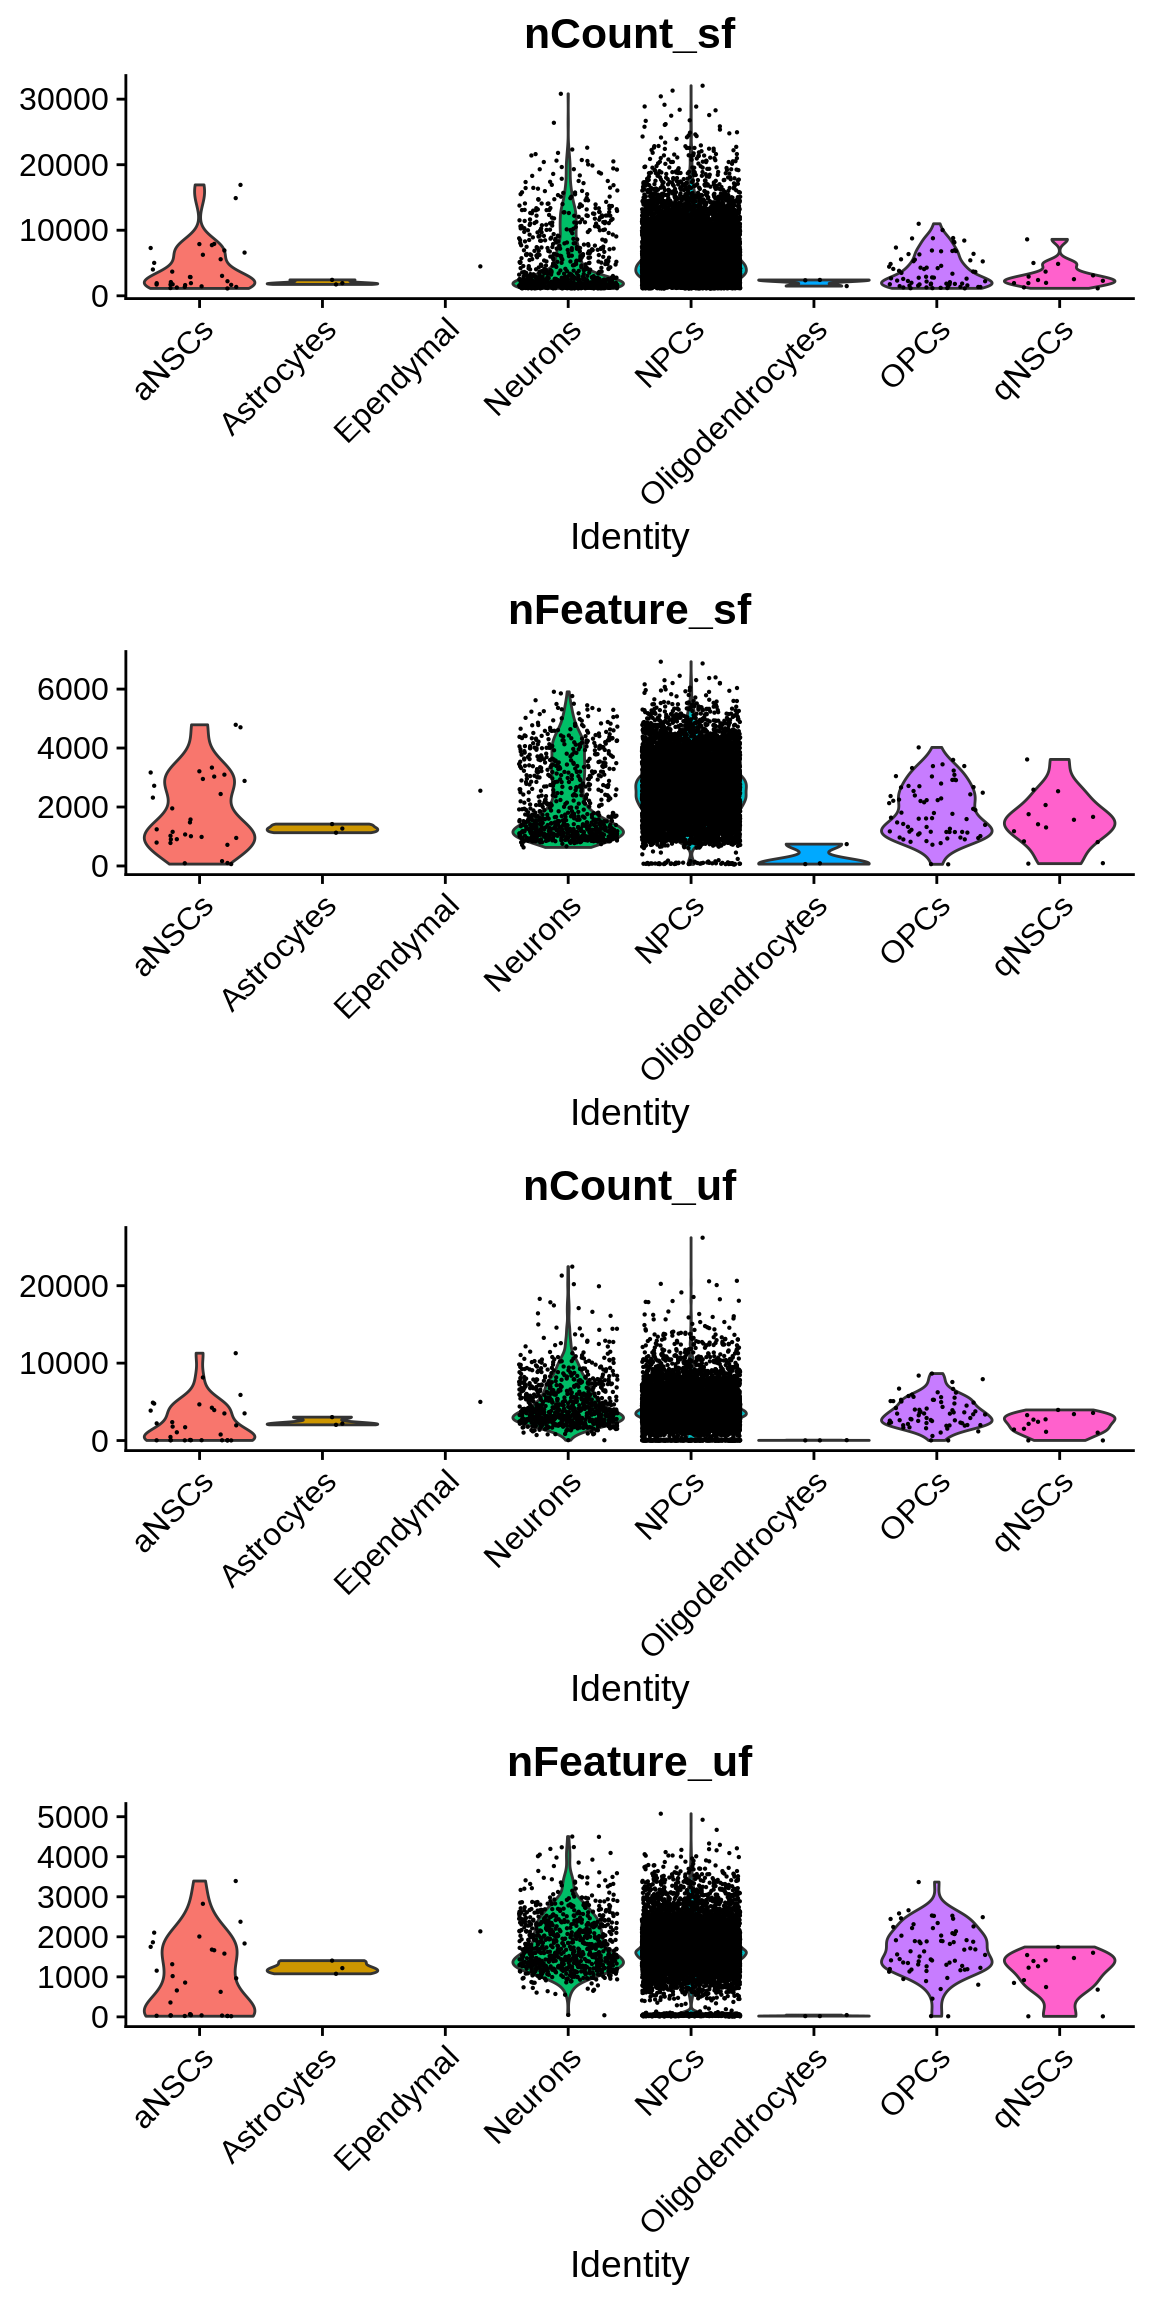 nCount_sf
30000
20000
10000
0
aNSCs
Astrocytes
Ependymal
Neurons
NPCs
Oligodendrocytes
OPCs
qNSCs
Identity
nFeature_sf
6000
4000
2000
0
aNSCs
Astrocytes
Ependymal
Neurons
NPCs
Oligodendrocytes
OPCs
qNSCs
Identity
nCount_uf
20000
10000
0
aNSCs
Astrocytes
Ependymal
Neurons
NPCs
Oligodendrocytes
OPCs
qNSCs
Identity
nFeature_uf
5000
4000
3000
2000
1000
0
aNSCs
Astrocytes
Ependymal
Neurons
NPCs
Oligodendrocytes
OPCs
qNSCs
Identity